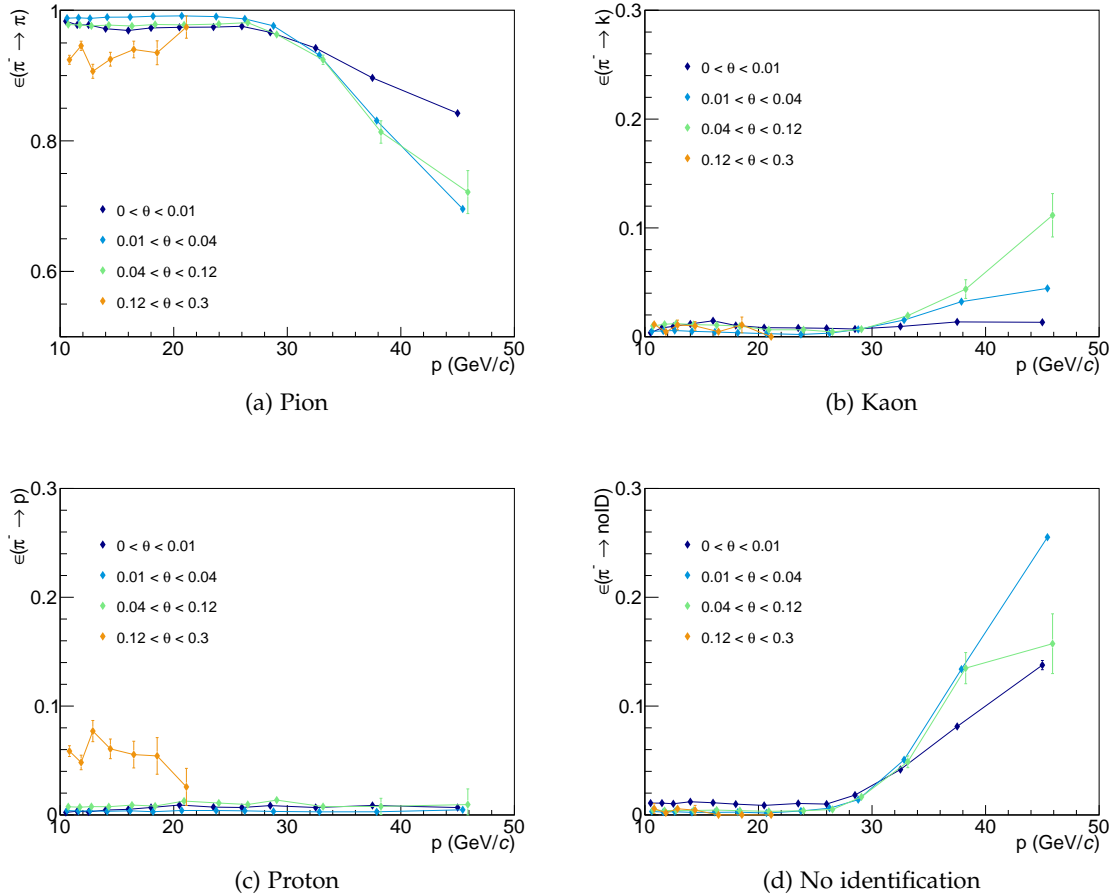 ϵ(π⁻ → π)
1
0.8
0.6
0 < θ < 0.01
0.01 < θ < 0.04
0.04 < θ < 0.12
0.12 < θ < 0.3
10 20 30 40 50
p (GeV/c)
(a) Pion
ϵ(π⁻ → k)
0.3
0.2
0.1
0
0 < θ < 0.01
0.01 < θ < 0.04
0.04 < θ < 0.12
0.12 < θ < 0.3
10 20 30 40 50
p (GeV/c)
(b) Kaon
ϵ(π⁻ → p)
0.3
0.2
0.1
0
0 < θ < 0.01
0.01 < θ < 0.04
0.04 < θ < 0.12
0.12 < θ < 0.3
10 20 30 40 50
p (GeV/c)
(c) Proton
ϵ(π⁻ → noID)
0.3
0.2
0.1
0
0 < θ < 0.01
0.01 < θ < 0.04
0.04 < θ < 0.12
0.12 < θ < 0.3
10 20 30 40 50
p (GeV/c)
(d) No identification